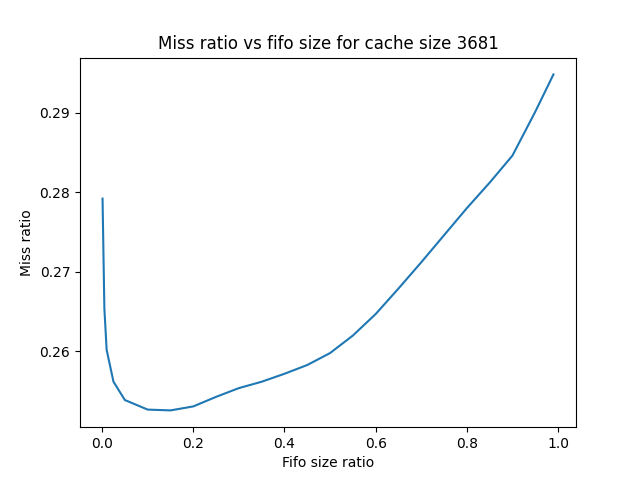 Miss ratio vs fifo size for cache size 3681
0.29
0.28
0.27
0.26
Miss ratio
0.0 0.2 0.4 0.6 0.8 1.0
Fifo size ratio